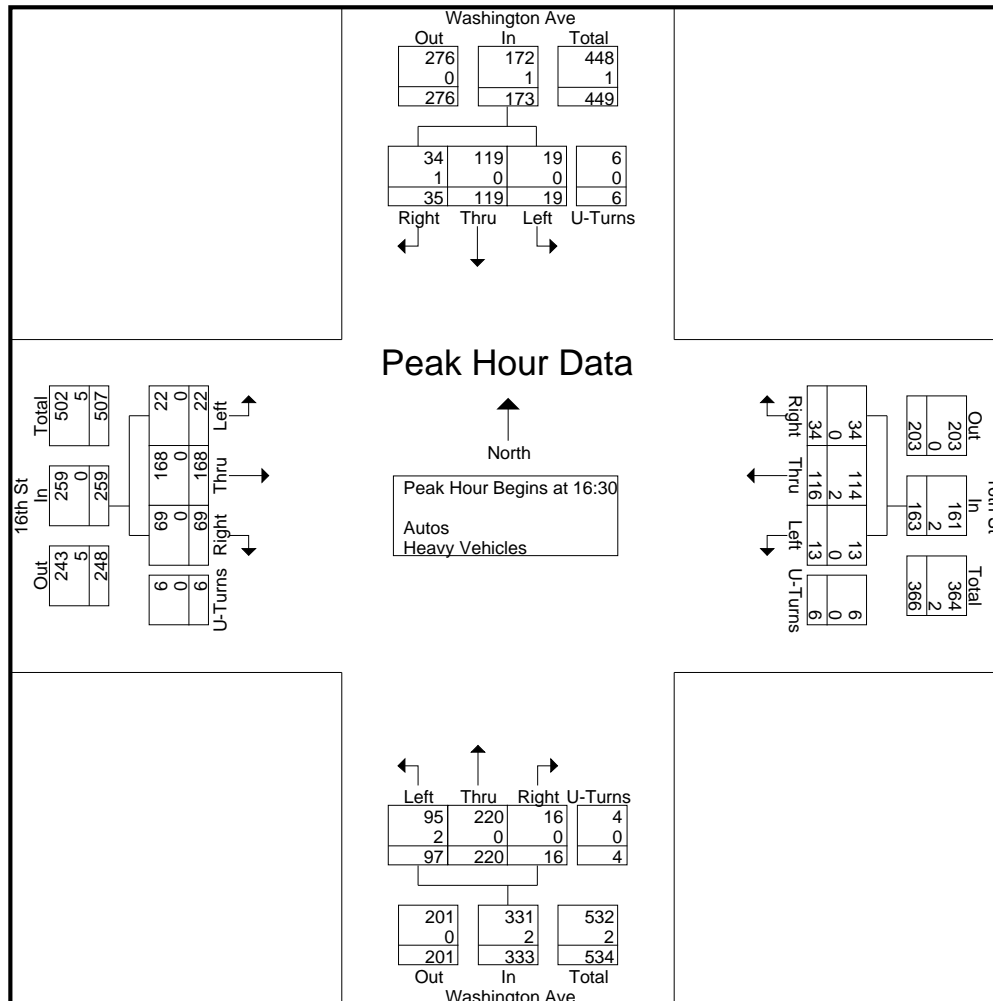 Washington Ave
Out In Total
276 172 448
0 1 1
276 173 449
34 119 19 6
1 0 0 0
35 119 19 6
Right Thru Left U-Turns
Peak Hour Data
North
Peak Hour Begins at 16:30
Autos
Heavy Vehicles
16th St
Total In Out
502 259 243
5 0 5
507 259 248
22 168 69 6
0 0 0 0
22 168 69 6
Left Thru Right U-Turns
Out In Total
203 161 364
0 2 2
203 163 366
34 114 13 6
0 2 0 0
34 116 13 6
Right Thru Left U-Turns
Left Thru Right U-Turns
95 220 16 4
2 0 0 0
97 220 16 4
201 331 532
0 2 2
201 333 534
Out In Total
Washington Ave